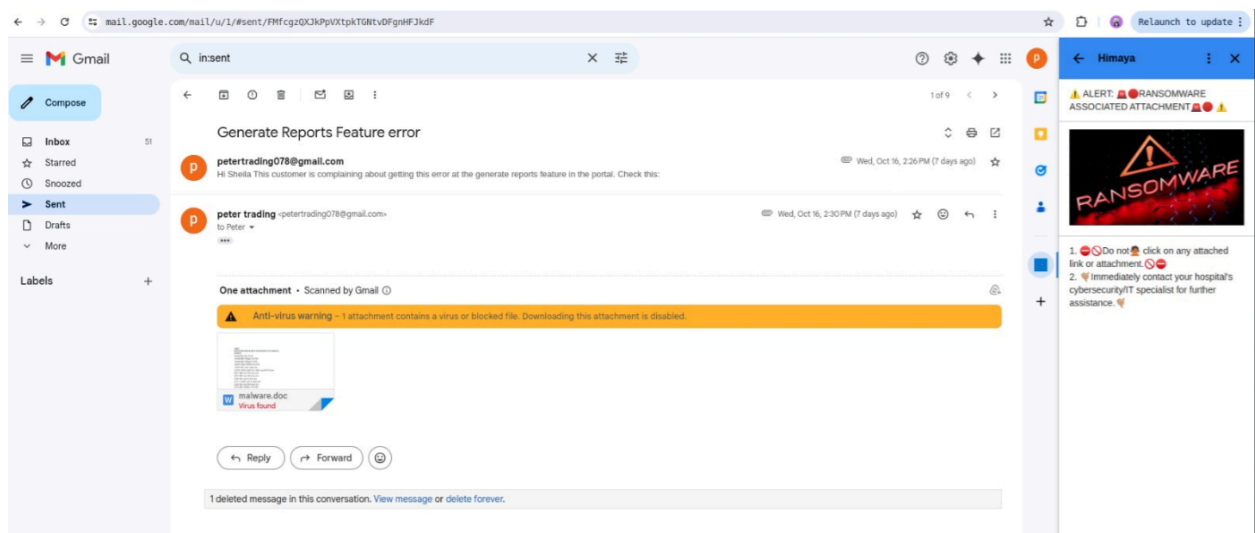 mail.google.com/mail/u/1/#sent/FMfcgzQXJkPpVXtpkTGNtvDFgnHFJkdF
Relaunch to update
Gmail
in:sent
Compose
Inbox 51
Starred
Snoozed
Sent
Drafts
More
Labels
1 of 9
Generate Reports Feature error
petertrading078@gmail.com
Wed, Oct 16, 2:26 PM (7 days ago)
Hi Sheila This customer is complaining about getting this error at the generate reports feature in the portal. Check this:
peter trading <petertrading078@gmail.com>
Wed, Oct 16, 2:30 PM (7 days ago)
to Peter
One attachment • Scanned by Gmail
Anti-virus warning – 1 attachment contains a virus or blocked file. Downloading this attachment is disabled.
W
malware.doc
Virus found
Reply
Forward
1 deleted message in this conversation. View message or delete forever.
P
p
p
Himaya
⚠️ ALERT: 🚨🛑RANSOMWARE
ASSOCIATED ATTACHMENT🚨🛑 ⚠️
RANSOMWARE
1. ⛔🚫Do not🙅 click on any attached
link or attachment.🚫⛔
2. Immediately contact your hospital's
cybersecurity/IT specialist for further
assistance.